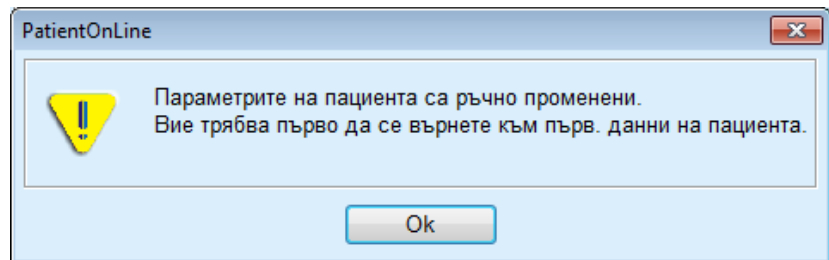 PatientOnLine
Параметрите на пациента са ръчно променени.
Вие трябва първо да се върнете към първ. данни на пациента.
Ok